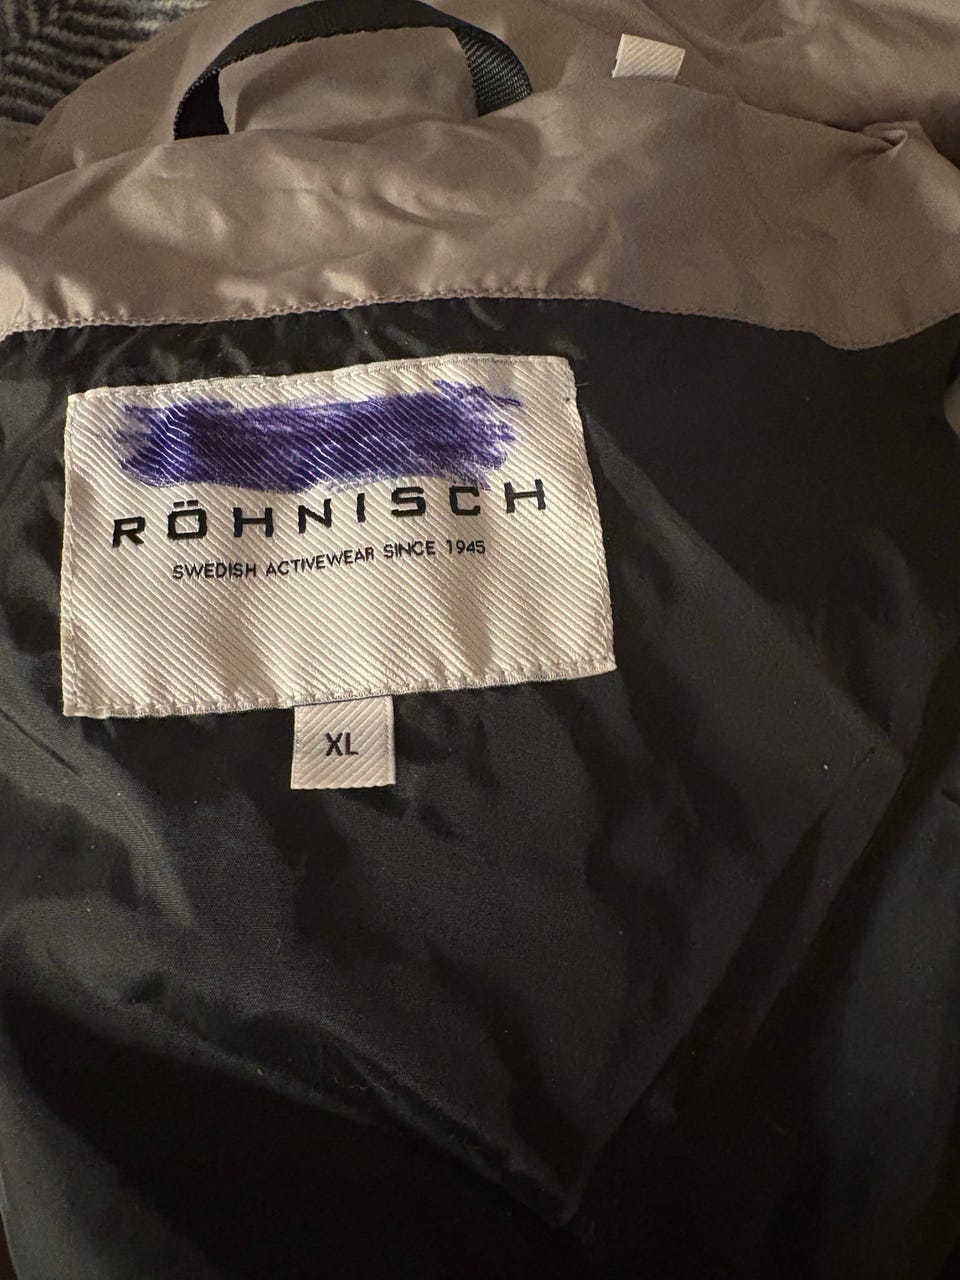 RÖHNISCH
SWEDISH ACTIVEWEAR SINCE 1945
XL